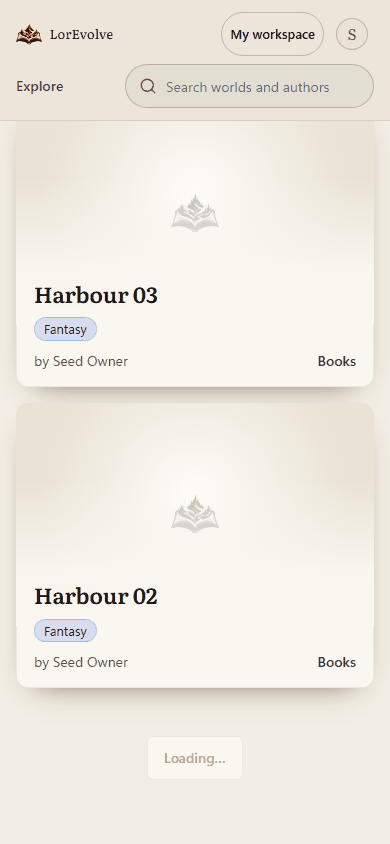 LorEvolve
My workspace
S
Explore
Search worlds and authors
Harbour 03
Fantasy
by Seed Owner
Books
Harbour 02
Fantasy
by Seed Owner
Books
Loading...